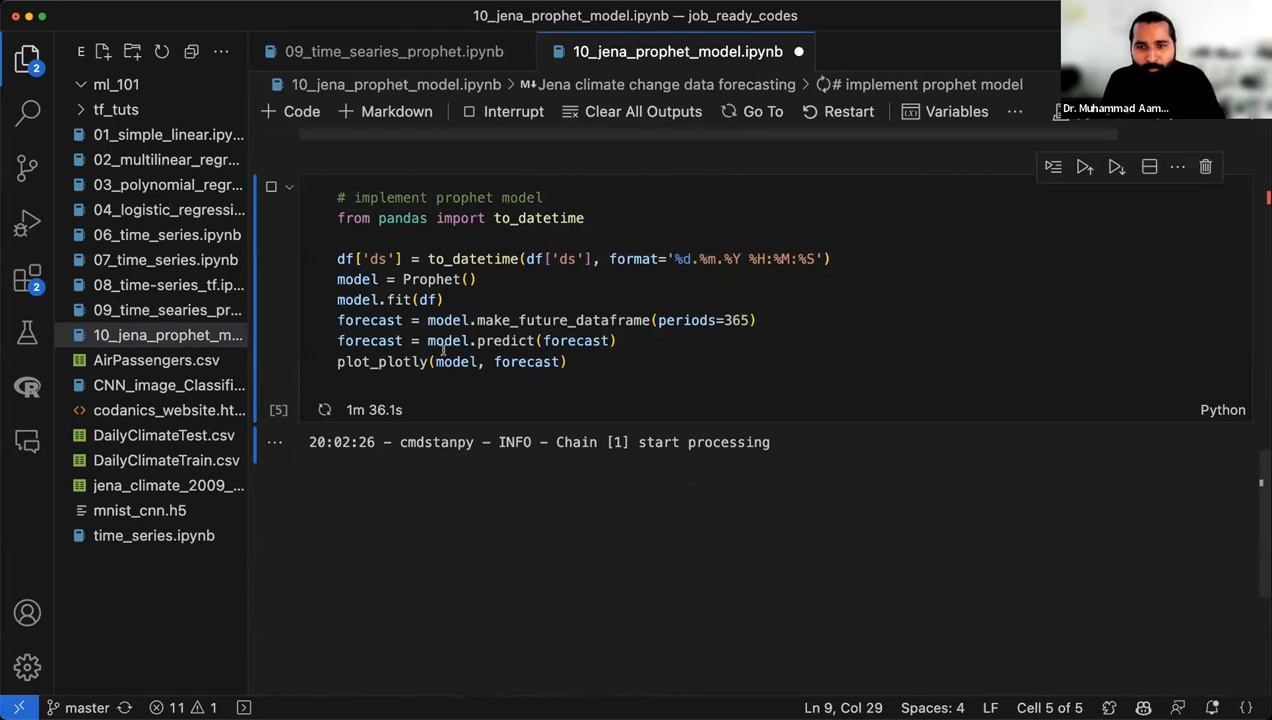 10_jena_prophet_model.ipynb — job_ready_codes
E
09_time_searies_prophet.ipynb
10_jena_prophet_model.ipynb
10_jena_prophet_model.ipynb > Jena climate change data forecasting > # implement prophet model
+ Code + Markdown Interrupt Clear All Outputs Go To Restart Variables ...
Dr. Muhammad Aam...
2
2
ml_101
tf_tuts
01_simple_linear.ipy...
02_multilinear_regr...
03_polynomial_regr...
04_logistic_regressi...
06_time_series.ipynb
07_time_series.ipynb
08_time-series_tf.ip...
09_time_searies_pr...
10_jena_prophet_m...
AirPassengers.csv
CNN_image_Classifi...
codanics_website.ht...
DailyClimateTest.csv
DailyClimateTrain.csv
jena_climate_2009_...
mnist_cnn.h5
time_series.ipynb
# implement prophet model
from pandas import to_datetime
df['ds'] = to_datetime(df['ds'], format='%d.%m.%Y %H:%M:%S')
model = Prophet()
model.fit(df)
forecast = model.make_future_dataframe(periods=365)
forecast = model.predict(forecast)
plot_plotly(model, forecast)
[5] 1m 36.1s Python
... 20:02:26 - cmdstanpy - INFO - Chain [1] start processing
master 11 1 Ln 9, Col 29 Spaces: 4 LF Cell 5 of 5